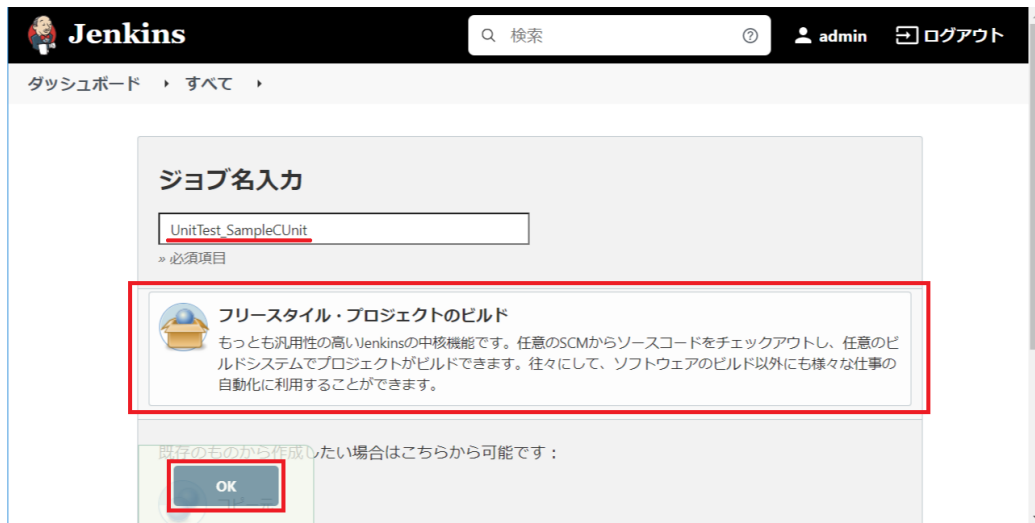 Jenkins
検索
admin
ログアウト
ダッシュボード
すべて
ジョブ名入力
UnitTest_SampleCUnit
» 必須項目
フリースタイル・プロジェクトのビルド
もっとも汎用性の高いJenkinsの中核機能です。任意のSCMからソースコードをチェックアウトし、任意のビ
ルドシステムでプロジェクトがビルドできます。往々にして、ソフトウェアのビルド以外にも様々な仕事の
自動化に利用することができます。
既存のものから作成したい場合はこちらから可能です：
OK
コピー元